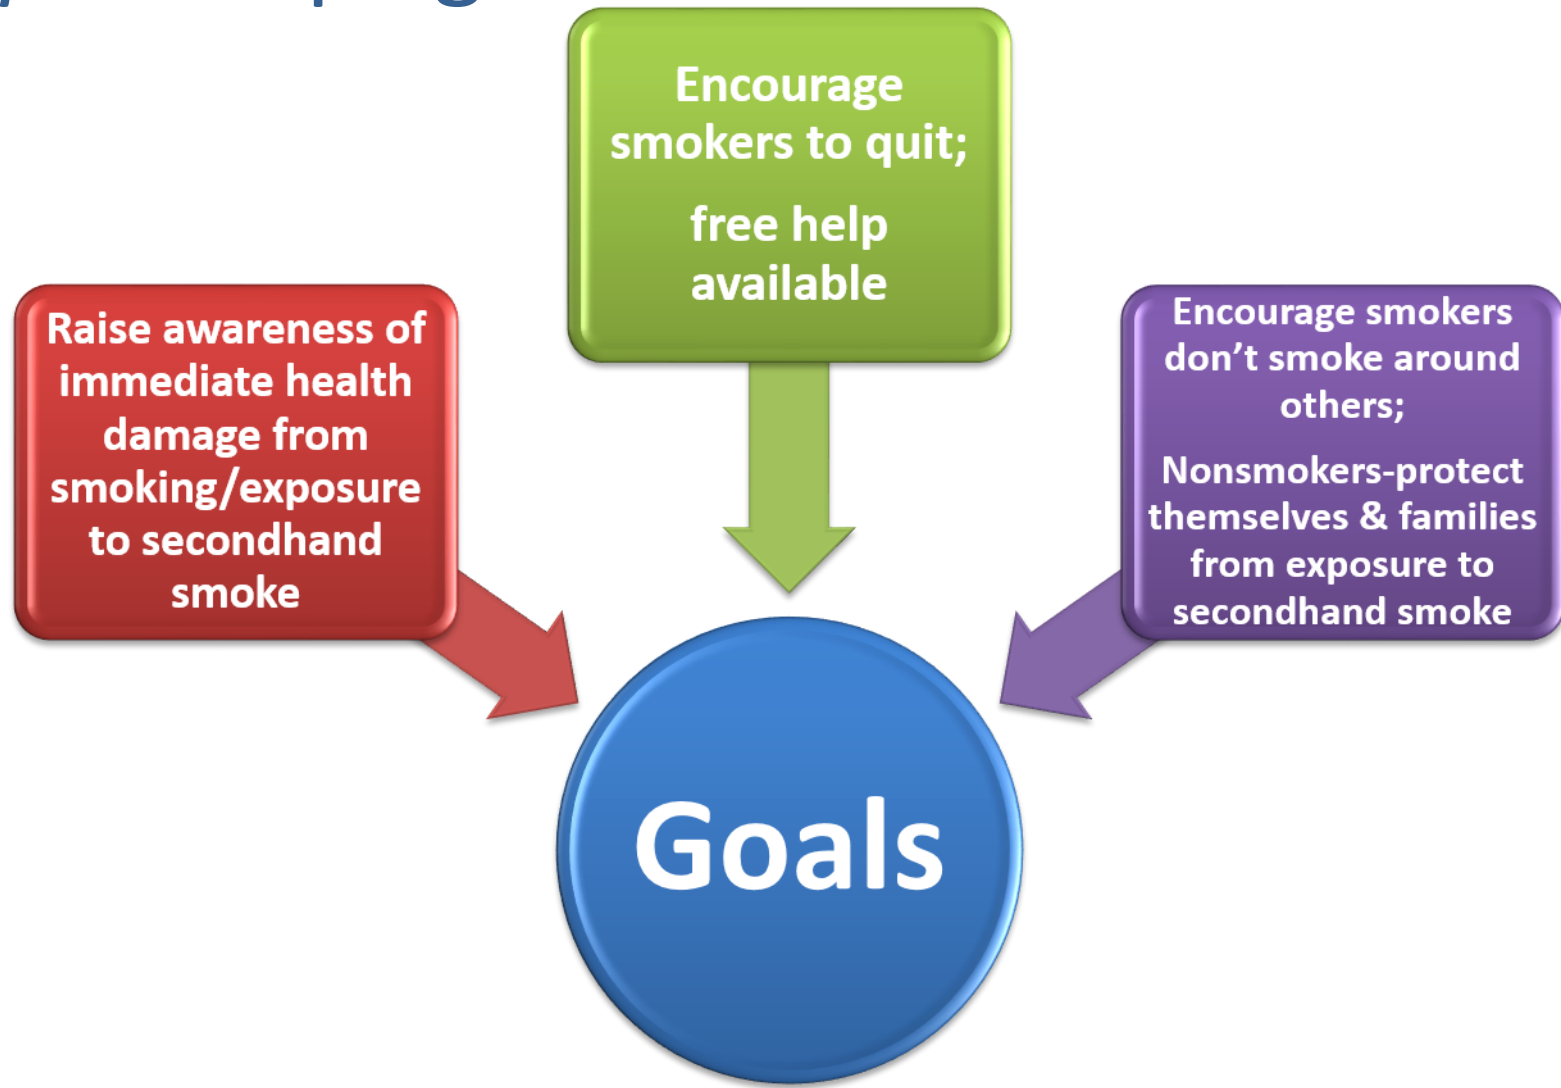 Encourage
smokers to quit;
free help
available
Raise awareness of
immediate health
damage from
smoking/exposure
to secondhand
smoke
Encourage smokers
don’t smoke around
others;
Nonsmokers-protect
themselves & families
from exposure to
secondhand smoke
Goals